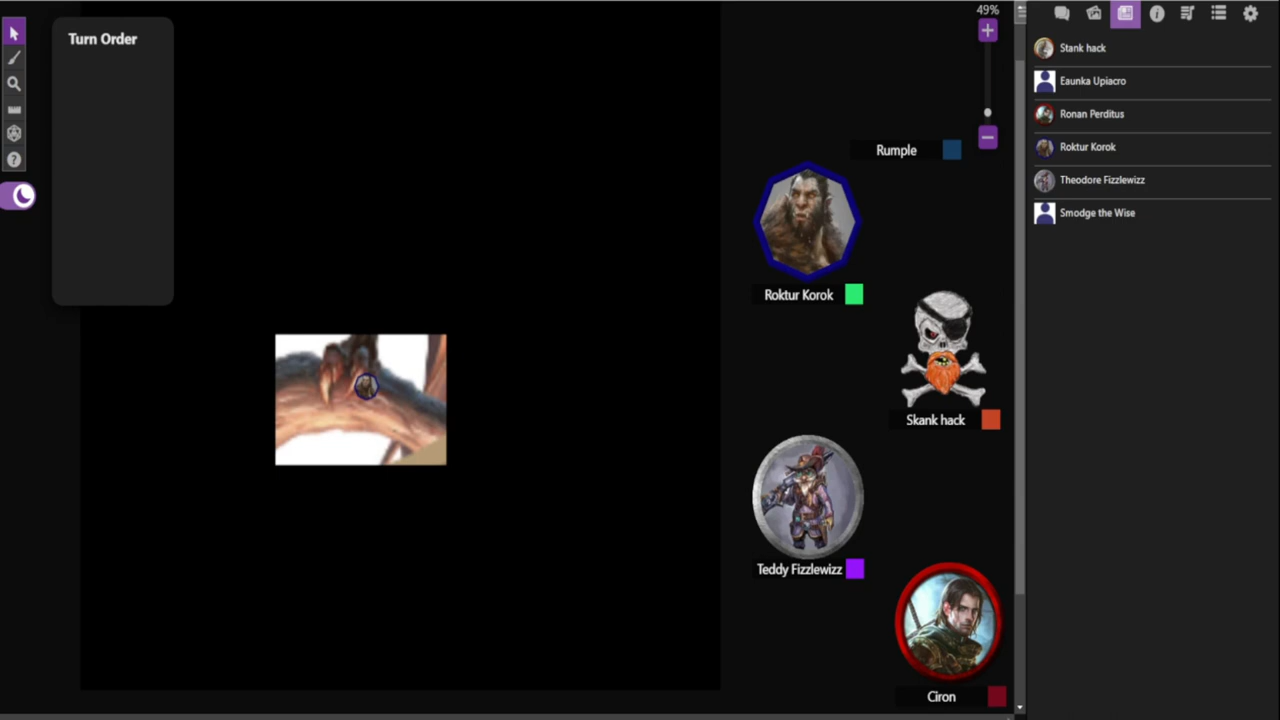 Turn Order
49%
Rumple
Roktur Korok
Skank hack
Teddy Fizzlewizz
Ciron
Stank hack
Eaunka Upiacro
Ronan Perditus
Roktur Korok
Theodore Fizzlewizz
Smodge the Wise